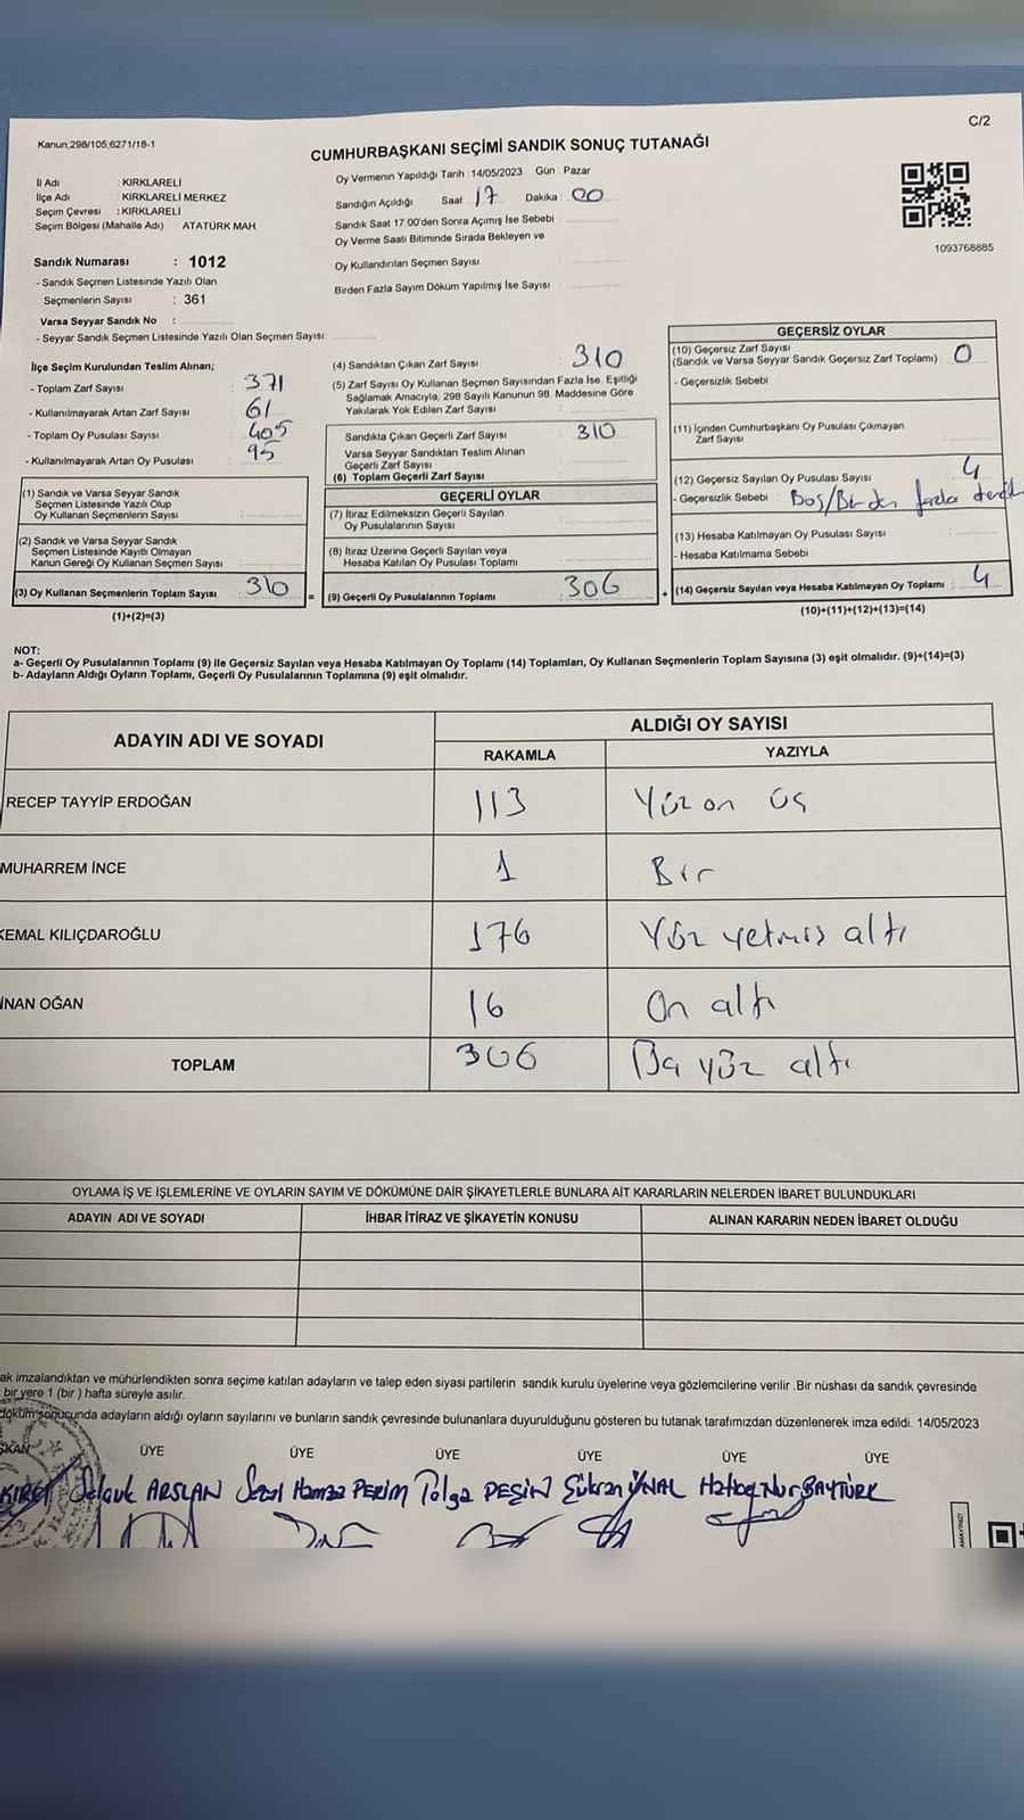 C/2
Kanun;298/105;6271/18-1
CUMHURBAŞKANI SEÇİMİ SANDIK SONUÇ TUTANAĞI
İl Adı : KIRKLARELİ
İlçe Adı : KIRKLARELİ MERKEZ
Seçim Çevresi : KIRKLARELİ
Seçim Bölgesi (Mahalle Adı) ATATÜRK MAH
Sandık Numarası : 1012
- Sandık Seçmen Listesinde Yazılı Olan
Seçmenlerin Sayısı : 361
Varsa Seyyar Sandık No :
- Seyyar Sandık Seçmen Listesinde Yazılı Olan Seçmen Sayısı:
Oy Vermenin Yapıldığı Tarih :14/05/2023 Gün : Pazar
Sandığın Açıldığı Saat 17 Dakika 00
Sandık Saat 17.00'den Sonra Açımış İse Sebebi
Oy Verme Saati Bitiminde Sırada Bekleyen ve
Oy Kullandırılan Seçmen Sayısı
Birden Fazla Sayım Döküm Yapılmış İse Sayısı
1093768885
İlçe Seçim Kurulundan Teslim Alınan;
- Toplam Zarf Sayısı : 371
- Kullanılmayarak Artan Zarf Sayısı : 61
- Toplam Oy Pusulası Sayısı : 405
- Kullanılmayarak Artan Oy Pusulası : 95
(1) Sandık ve Varsa Seyyar Sandık
Seçmen Listesinde Yazılı Olup
Oy Kullanan Seçmenlerin Sayısı
(2) Sandık ve Varsa Seyyar Sandık
Seçmen Listesinde Kayıtlı Olmayan
Kanun Gereği Oy Kullanan Seçmen Sayısı
(3) Oy Kullanan Seçmenlerin Toplam Sayısı : 310
(1)+(2)=(3)
(4) Sandıktan Çıkan Zarf Sayısı 310
(5) Zarf Sayısı Oy Kullanan Seçmen Sayısından Fazla İse, Eşitliği
Sağlamak Amacıyla, 298 Sayılı Kanunun 98. Maddesine Göre
Yakılarak Yok Edilen Zarf Sayısı
Sandıkta Çıkan Geçerli Zarf Sayısı 310
Varsa Seyyar Sandıktan Teslim Alınan
Geçerli Zarf Sayısı
(6) Toplam Geçerli Zarf Sayısı
GEÇERLİ OYLAR
(7) İtiraz Edilmeksizin Geçerli Sayılan
Oy Pusulalarının Sayısı
(8) İtiraz Üzerine Geçerli Sayılan veya
Hesaba Katılan Oy Pusulası Toplamı
= (9) Geçerli Oy Pusulalarının Toplamı : 306
GEÇERSİZ OYLAR
(10) Geçersiz Zarf Sayısı
(Sandık ve Varsa Seyyar Sandık Geçersiz Zarf Toplamı) 0
- Geçersizlik Sebebi
(11) İçinden Cumhurbaşkanı Oy Pusulası Çıkmayan
Zarf Sayısı
(12) Geçersiz Sayılan Oy Pusulası Sayısı 4
- Geçersizlik Sebebi : Boş/Birden fazla
(13) Hesaba Katılmayan Oy Pusulası Sayısı
- Hesaba Katılmama Sebebi
+ (14) Geçersiz Sayılan veya Hesaba Katılmayan Oy Toplamı 4
(10)+(11)+(12)+(13)=(14)
NOT:
a- Geçerli Oy Pusulalarının Toplamı (9) İle Geçersiz Sayılan veya Hesaba Katılmayan Oy Toplamı (14) Toplamları, Oy Kullanan Seçmenlerin Toplam Sayısına (3) eşit olmalıdır. (9)+(14)=(3)
b- Adayların Aldığı Oyların Toplamı, Geçerli Oy Pusulalarının Toplamına (9) eşit olmalıdır.
ADAYIN ADI VE SOYADI
ALDIĞI OY SAYISI
RAKAMLA YAZIYLA
RECEP TAYYİP ERDOĞAN 113 Yüz on üç
MUHARREM İNCE 1 Bir
KEMAL KILIÇDAROĞLU 176 Yüz yetmiş altı
İNAN OĞAN 16 On altı
TOPLAM 306 Üç yüz altı
OYLAMA İŞ VE İŞLEMLERİNE VE OYLARIN SAYIM VE DÖKÜMÜNE DAİR ŞİKAYETLERLE BUNLARA AİT KARARLARIN NELERDEN İBARET BULUNDUKLARI
ADAYIN ADI VE SOYADI İHBAR İTİRAZ VE ŞİKAYETİN KONUSU ALINAN KARARIN NEDEN İBARET OLDUĞU
ak imzalandıktan ve mühürlendikten sonra seçime katılan adayların ve talep eden siyasi partilerin sandık kurulu üyelerine veya gözlemcilerine verilir .Bir nüshası da sandık çevresinde
bir yere 1 (bir ) hafta süreyle asılır.
döküm sonucunda adayların aldığı oyların sayılarını ve bunların sandık çevresinde bulunanlara duyurulduğunu gösteren bu tutanak tarafımızdan düzenlenerek imza edildi. 14/05/2023
ŞKAN ÜYE ÜYE ÜYE ÜYE ÜYE ÜYE
Selcuk ARSLAN Hamza PERİM Tolga PEŞİN Şükran ÜNAL Hatice Nur BAYTÜRK